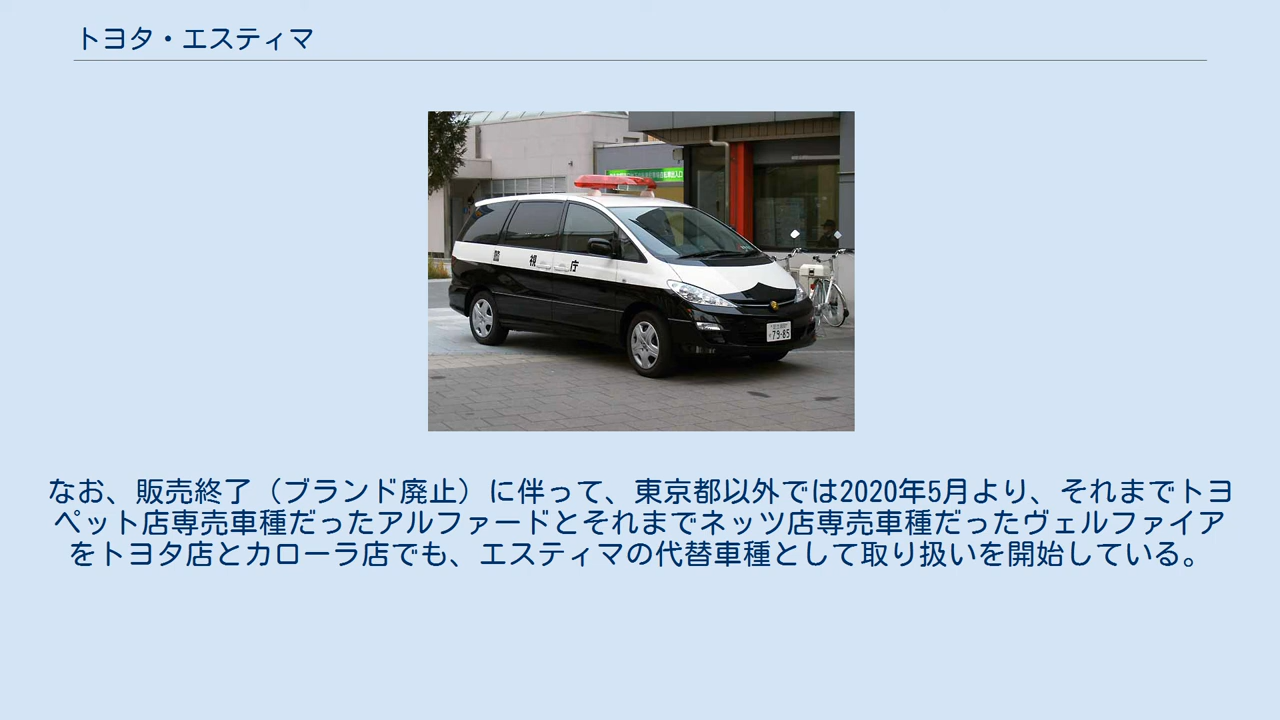 トヨタ・エスティマ
警視庁
79-85
なお、販売終了（ブランド廃止）に伴って、東京都以外では2020年5月より、それまでトヨ
ペット店専売車種だったアルファードとそれまでネッツ店専売車種だったヴェルファイア
をトヨタ店とカローラ店でも、エスティマの代替車種として取り扱いを開始している。